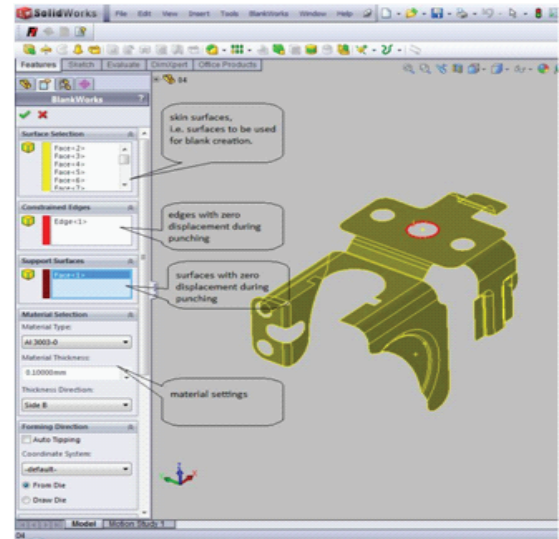 SolidWorks File Edit View Insert Tools BlankWorks Window Help
Features Sketch Evaluate DimXpert Office Products
04
BlankWorks ?
Surface Selection
Face<2>
Face<3>
Face<4>
Face<5>
Face<6>
Face<7>
skin surfaces,
i.e. surfaces to be used
for blank creation.
Constrained Edges
Edge<1>
edges with zero
displacement during
punching
Support Surfaces
Face<1>
surfaces with zero
displacement during
punching
Material Selection
Material Type:
Al 3003-0
Material Thickness:
0.10000mm
Thickness Direction:
Side B
material settings
Forming Direction
Auto Tipping
Coordinate System:
-default-
From Die
Draw Die
Model Motion Study 1
04